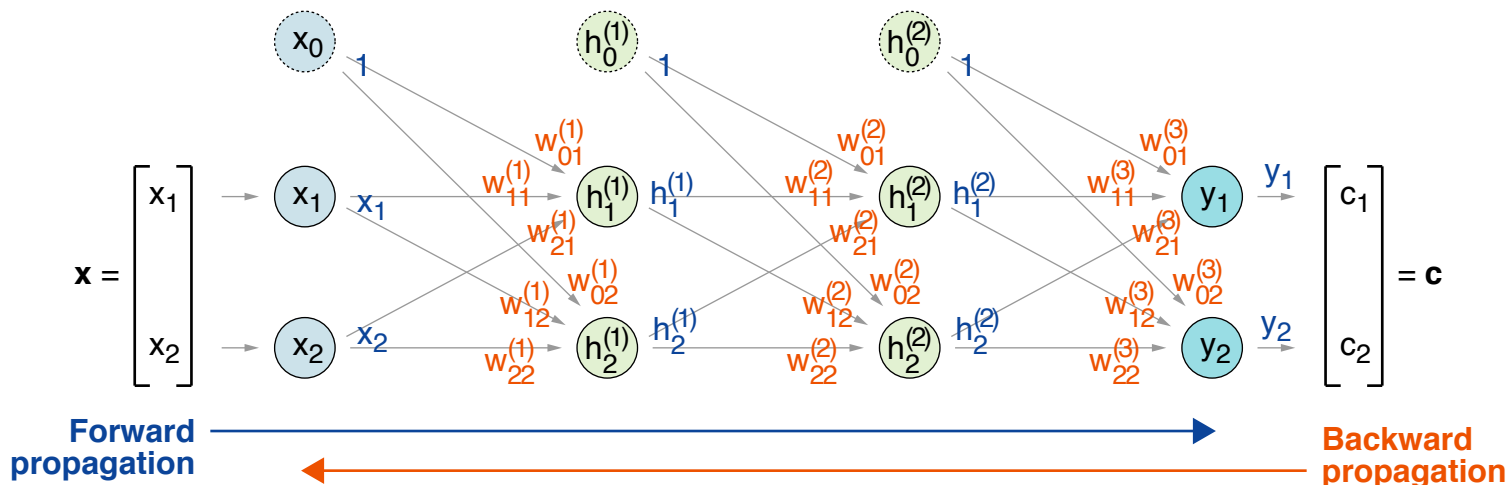 x₀ h₀⁽¹⁾ h₀⁽²⁾
1 1 1
w₀₁⁽¹⁾ w₀₁⁽²⁾ w₀₁⁽³⁾
x₁ x₁ x₁ w₁₁⁽¹⁾ h₁⁽¹⁾ h₁⁽¹⁾ w₁₁⁽²⁾ h₁⁽²⁾ h₁⁽²⁾ w₁₁⁽³⁾ y₁ y₁ c₁
w₂₁⁽¹⁾ w₂₁⁽²⁾ w₂₁⁽³⁾
x = = c
w₀₂⁽¹⁾ w₀₂⁽²⁾ w₀₂⁽³⁾
w₁₂⁽¹⁾ w₁₂⁽²⁾ w₁₂⁽³⁾
x₂ x₂ x₂ h₂⁽¹⁾ h₂⁽¹⁾ h₂⁽²⁾ h₂⁽²⁾ y₂ y₂ c₂
w₂₂⁽¹⁾ w₂₂⁽²⁾ w₂₂⁽³⁾
Forward
propagation
Backward
propagation